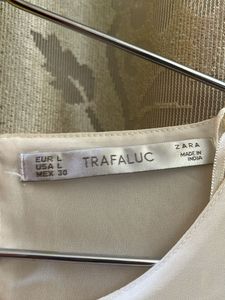 EUR L
USA L
MEX 30
TRAFALUC
ZARA
MADE IN
INDIA